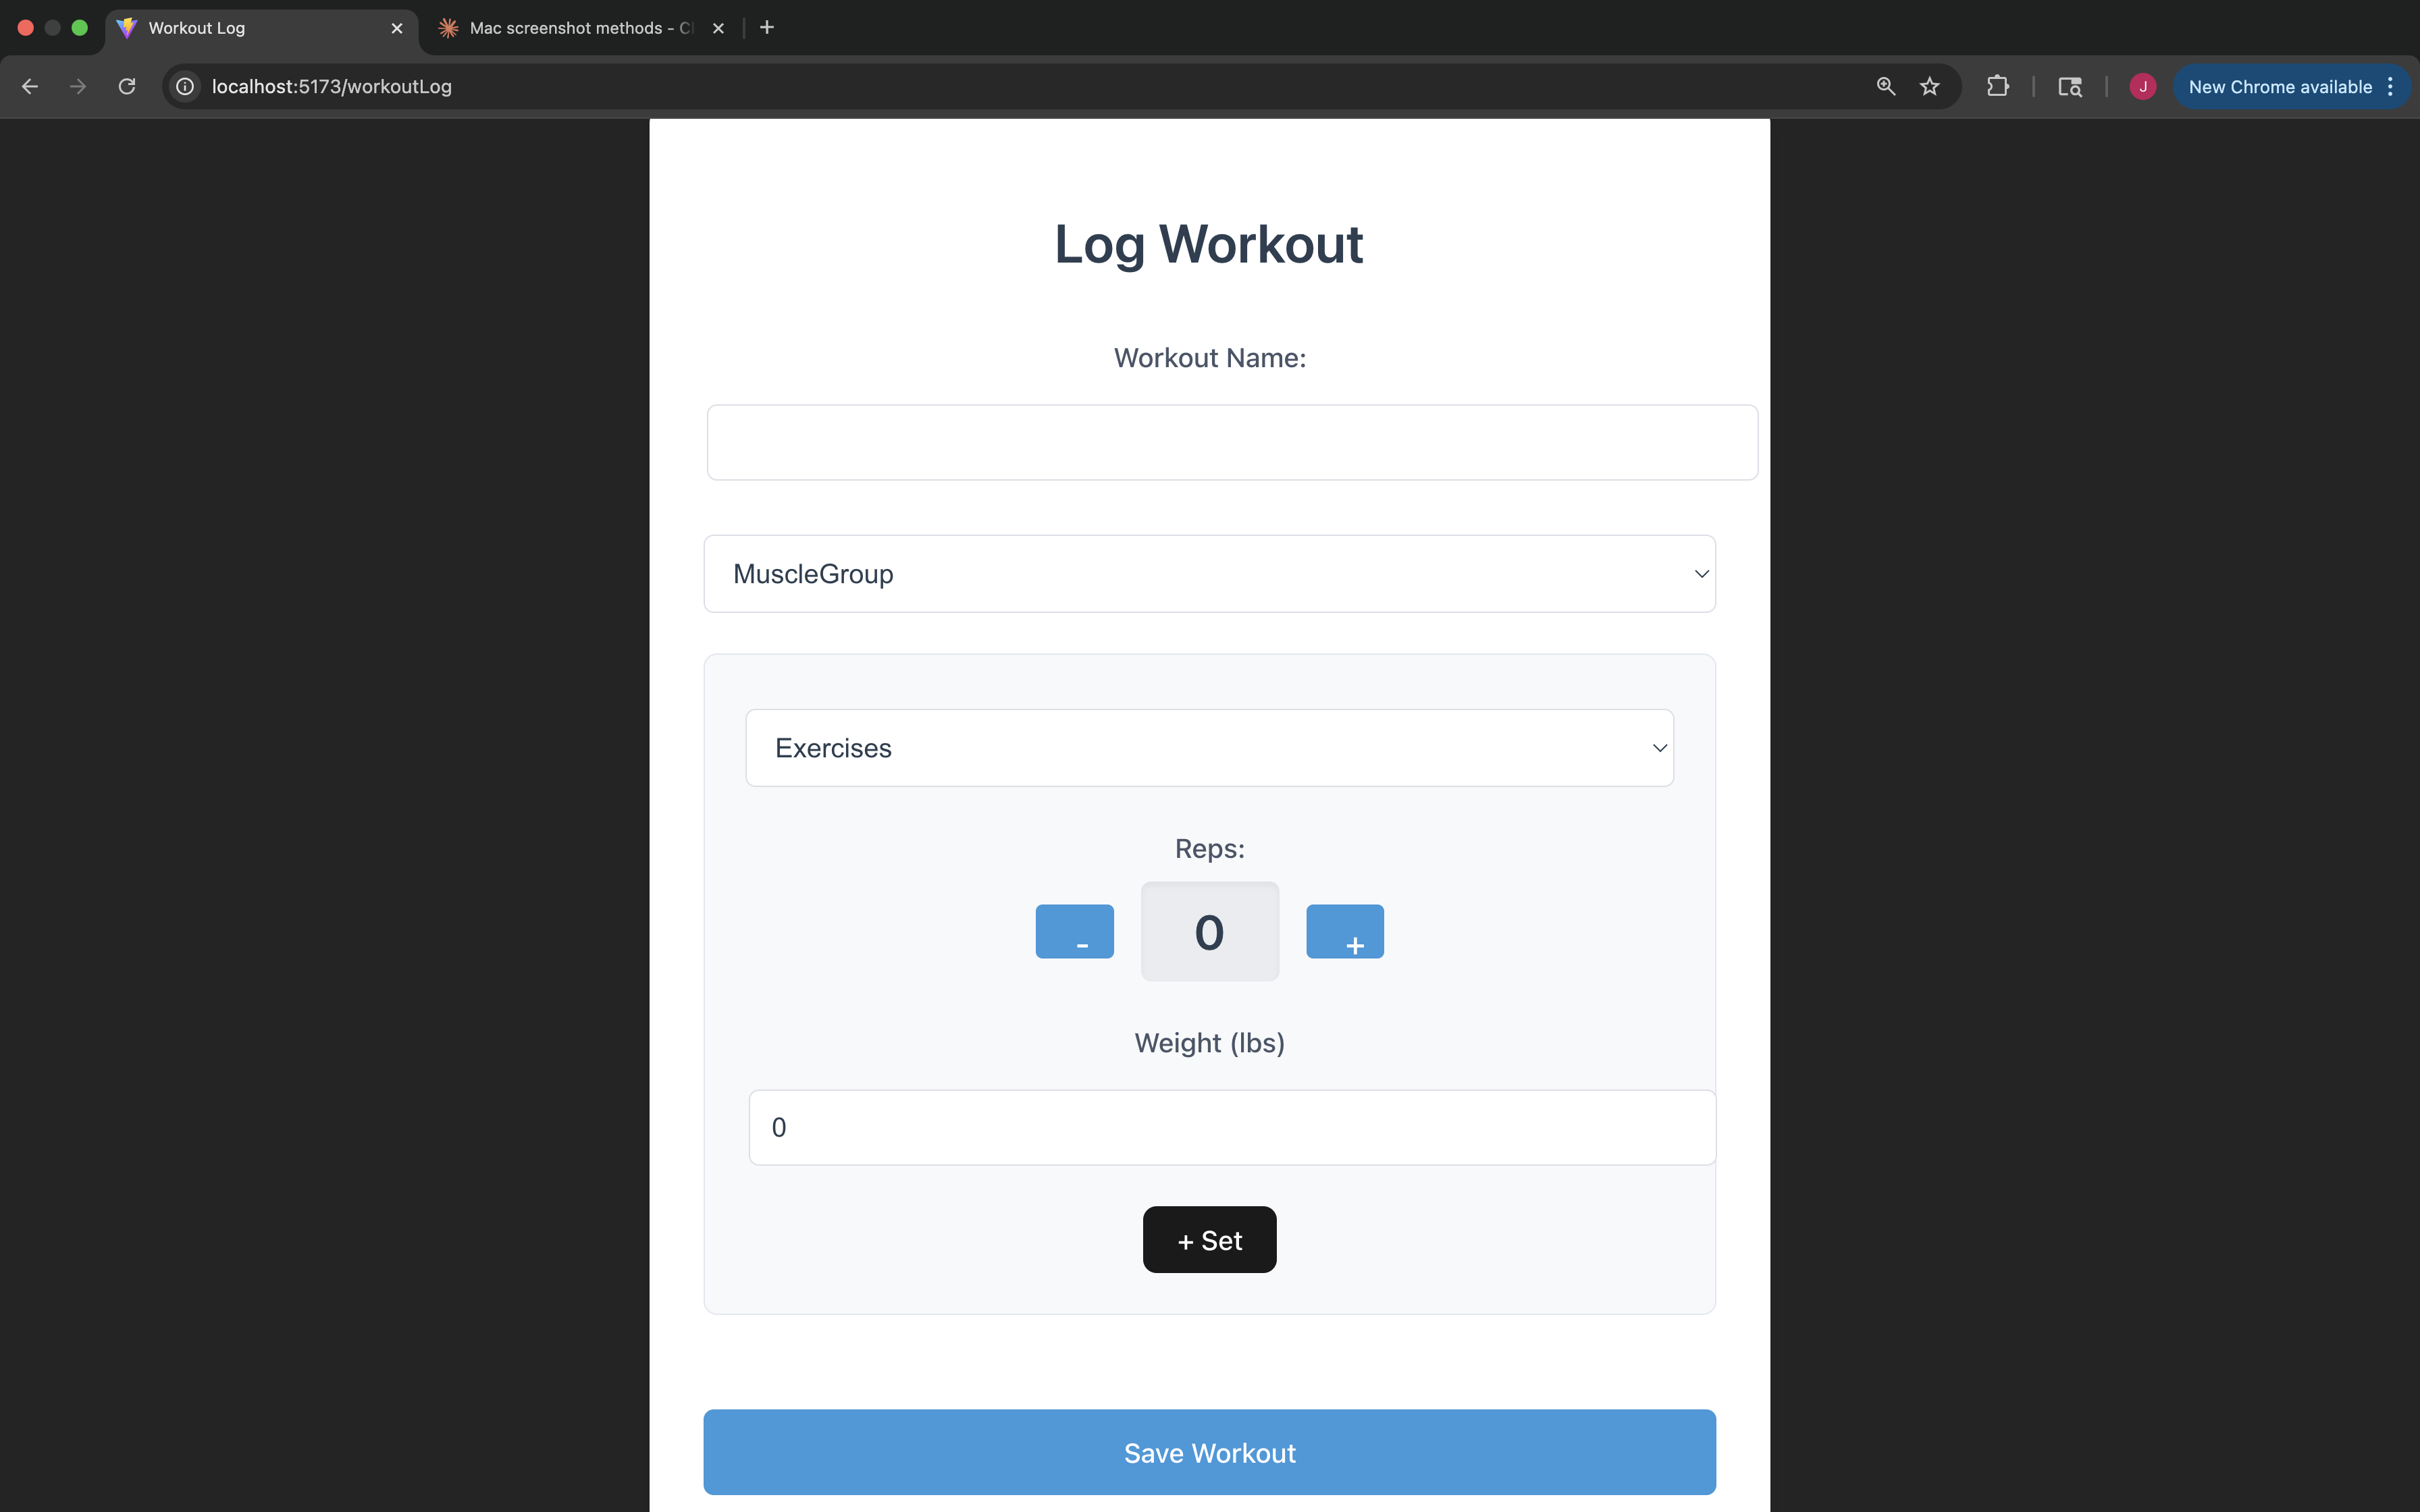 Workout Log
Mac screenshot methods - Cl
localhost:5173/workoutLog
J
New Chrome available
Log Workout
Workout Name:
MuscleGroup
Exercises
Reps:
- 0 +
Weight (lbs)
0
+ Set
Save Workout